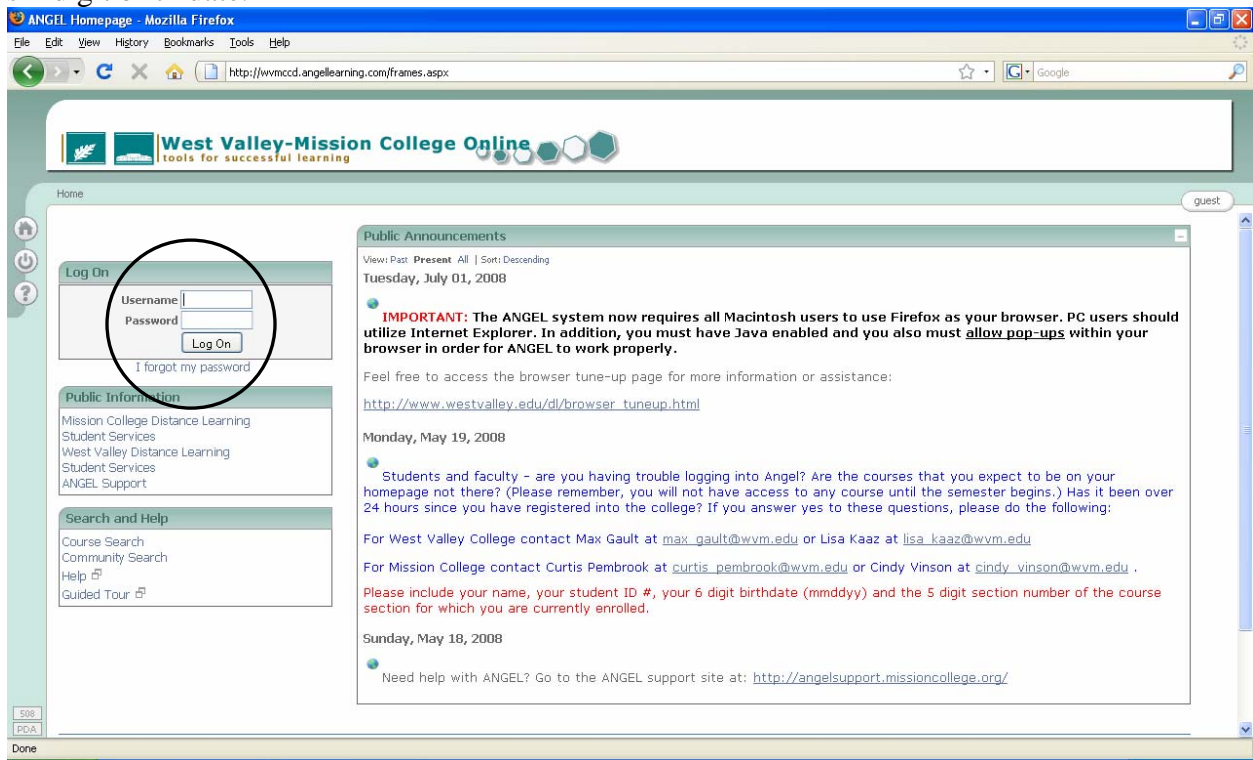 ANGEL Homepage - Mozilla Firefox
File Edit View History Bookmarks Tools Help
http://wvmccd.angellearning.com/frames.aspx
Google
West Valley-Mission College Online
tools for successful learning
Home
guest
Log On
Username
Password
Log On
I forgot my password
Public Information
Mission College Distance Learning
Student Services
West Valley Distance Learning
Student Services
ANGEL Support
Search and Help
Course Search
Community Search
Help
Guided Tour
Public Announcements
View: Past Present All | Sort: Descending
Tuesday, July 01, 2008
IMPORTANT: The ANGEL system now requires all Macintosh users to use Firefox as your browser. PC users should
utilize Internet Explorer. In addition, you must have Java enabled and you also must allow pop-ups within your
browser in order for ANGEL to work properly.
Feel free to access the browser tune-up page for more information or assistance:
http://www.westvalley.edu/dl/browser_tuneup.html
Monday, May 19, 2008
Students and faculty - are you having trouble logging into Angel? Are the courses that you expect to be on your
homepage not there? (Please remember, you will not have access to any course until the semester begins.) Has it been over
24 hours since you have registered into the college? If you answer yes to these questions, please do the following:
For West Valley College contact Max Gault at max_gault@wvm.edu or Lisa Kaaz at lisa_kaaz@wvm.edu
For Mission College contact Curtis Pembrook at curtis_pembrook@wvm.edu or Cindy Vinson at cindy_vinson@wvm.edu .
Please include your name, your student ID #, your 6 digit birthdate (mmddyy) and the 5 digit section number of the course
section for which you are currently enrolled.
Sunday, May 18, 2008
Need help with ANGEL? Go to the ANGEL support site at: http://angelsupport.missioncollege.org/
508
PDA
Done